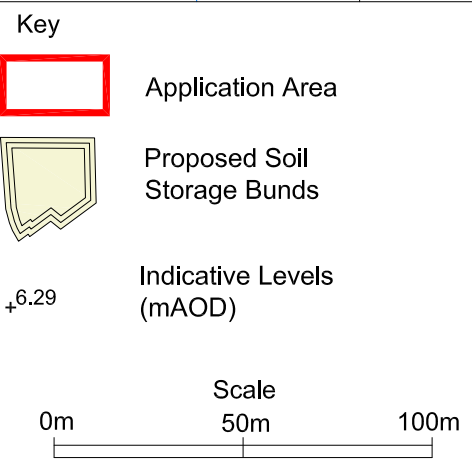 Key
Application Area
Proposed Soil
Storage Bunds
+6.29
Indicative Levels
(mAOD)
Scale
0m 50m 100m